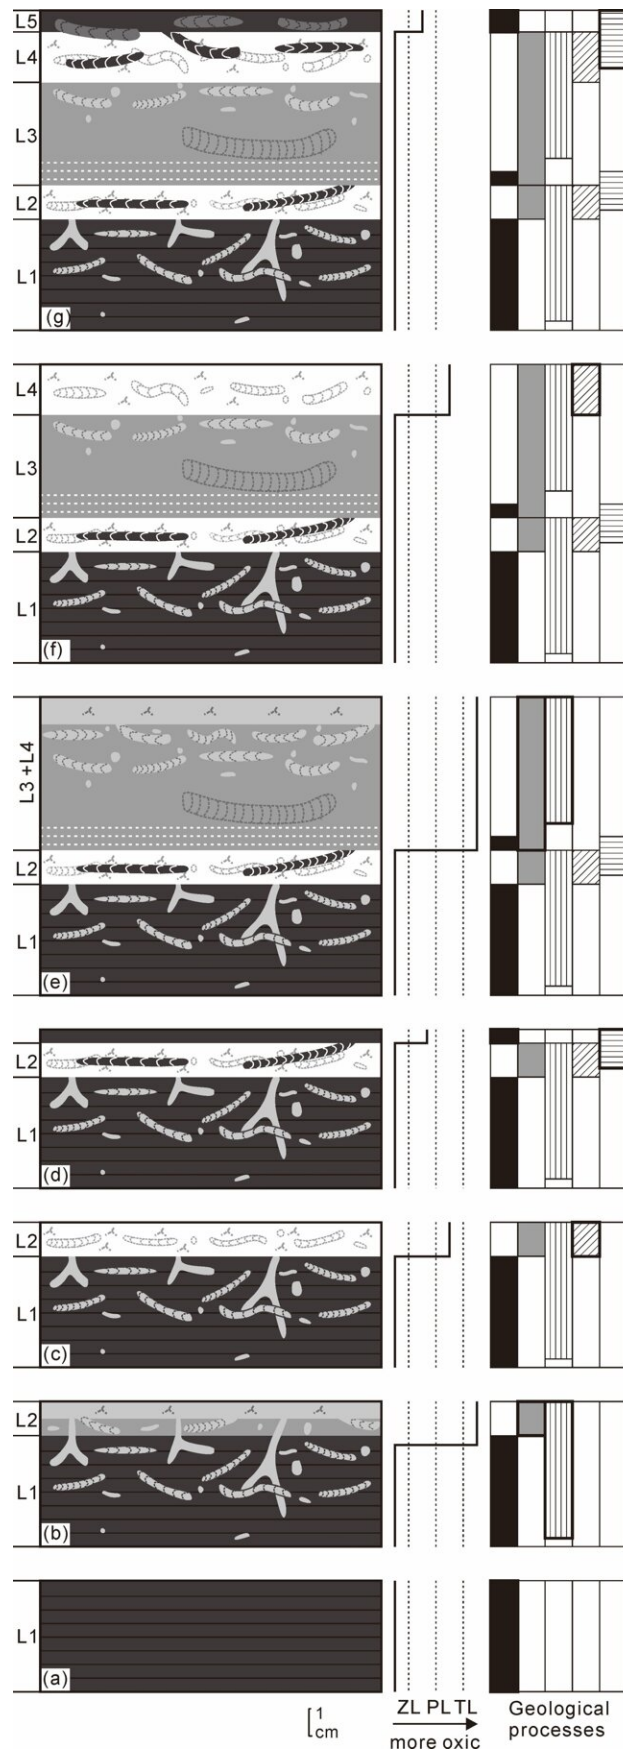 L5
L4
L3
L2
L1
(g)
L4
L3
L2
L1
(f)
L3+L4
L2
L1
(e)
L2
L1
(d)
L2
L1
(c)
L2
L1
(b)
L1
(a)
1
cm
ZL PL TL
more oxic
Geological
processes